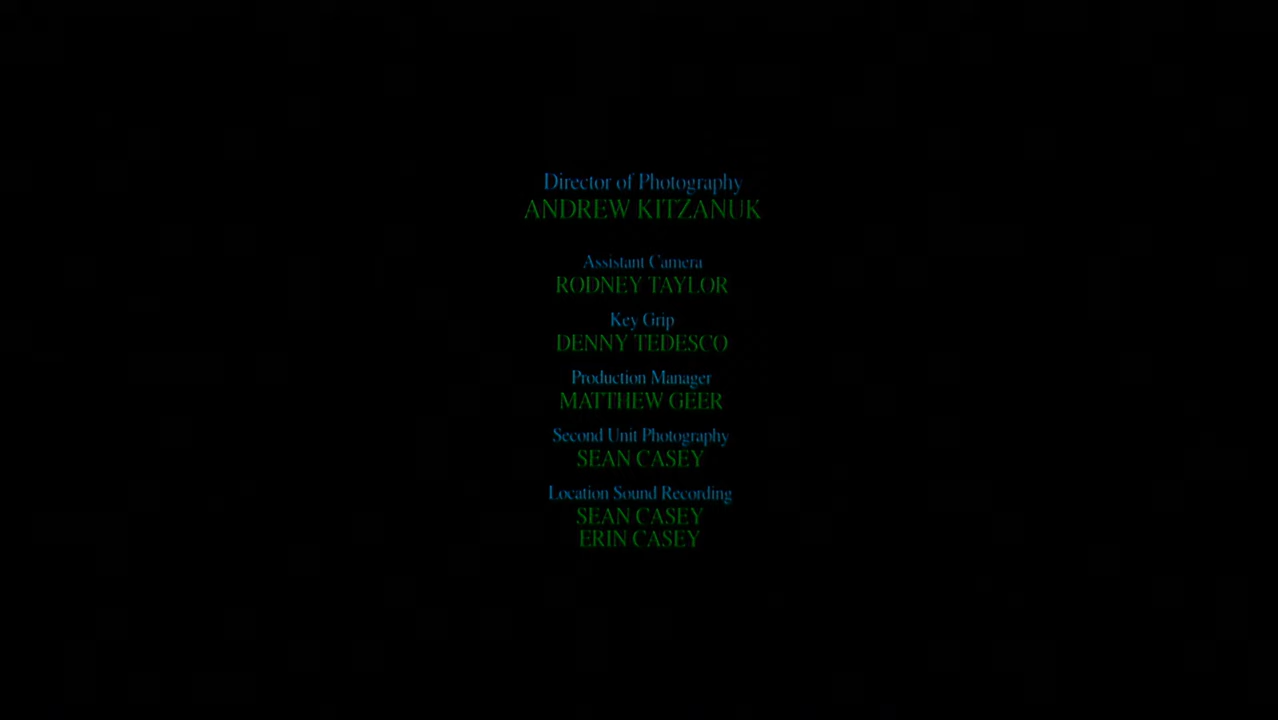 Director of Photography
ANDREW KITZANUK
Assistant Camera
RODNEY TAYLOR
Key Grip
DENNY TEDESCO
Production Manager
MATTHEW GEER
Second Unit Photography
SEAN CASEY
Location Sound Recording
SEAN CASEY
ERIN CASEY